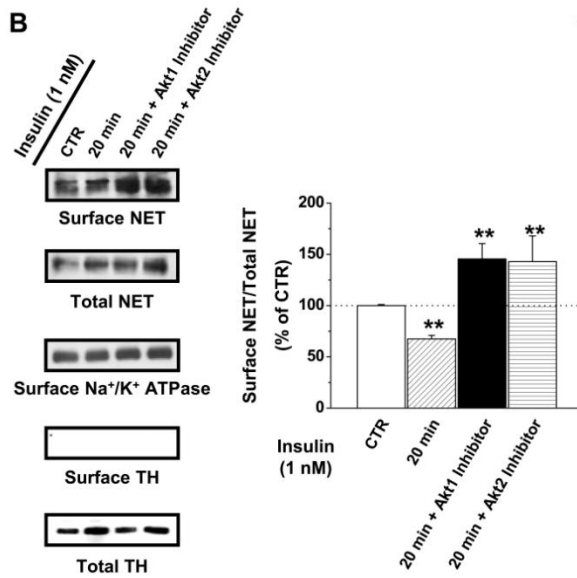 B
Insulin (1 nM)
CTR
20 min
20 min + Akt1 Inhibitor
20 min + Akt2 Inhibitor
Surface NET
Total NET
Surface Na⁺/K⁺ ATPase
Surface TH
Total TH
Surface NET/Total NET
(% of CTR)
200
150
100
50
0
**
**
**
Insulin
(1 nM)
CTR
20 min
20 min + Akt1 Inhibitor
20 min + Akt2 Inhibitor